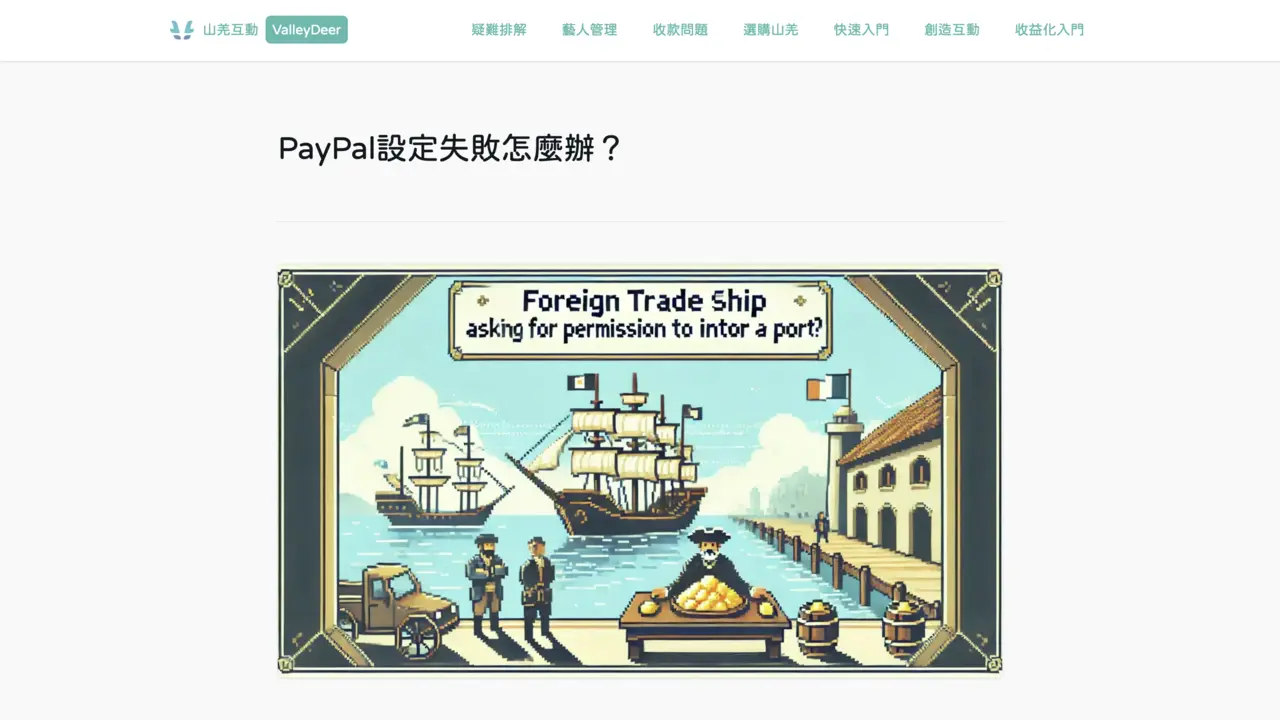 山羌互動 ValleyDeer 疑難排解 藝人管理 收款問題 選購山羌 快速入門 創造互動 收益化入門
PayPal設定失敗怎麼辦？
Foreign Trade Ship
asking for permission to intor a port?